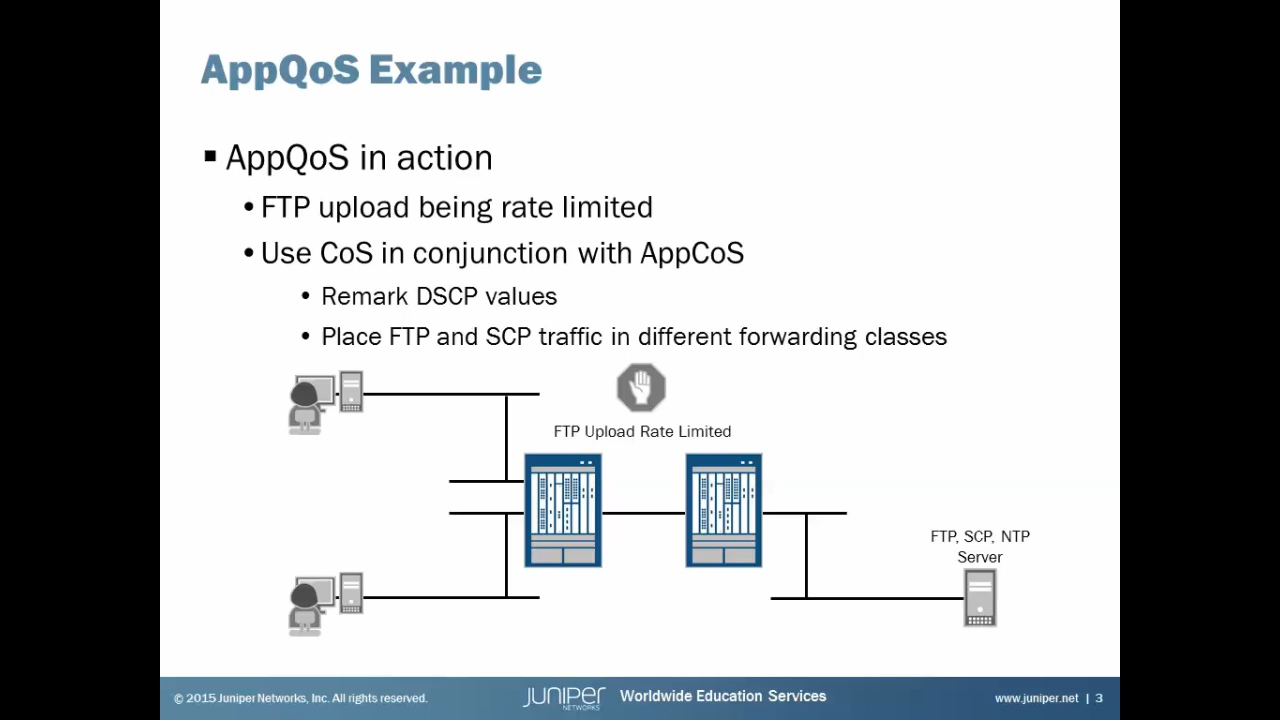 AppQoS Example
▪ AppQoS in action
• FTP upload being rate limited
• Use CoS in conjunction with AppCoS
• Remark DSCP values
• Place FTP and SCP traffic in different forwarding classes
FTP Upload Rate Limited
FTP, SCP, NTP
Server
© 2015 Juniper Networks, Inc. All rights reserved.
JUNIPER
NETWORKS
Worldwide Education Services
www.juniper.net | 3